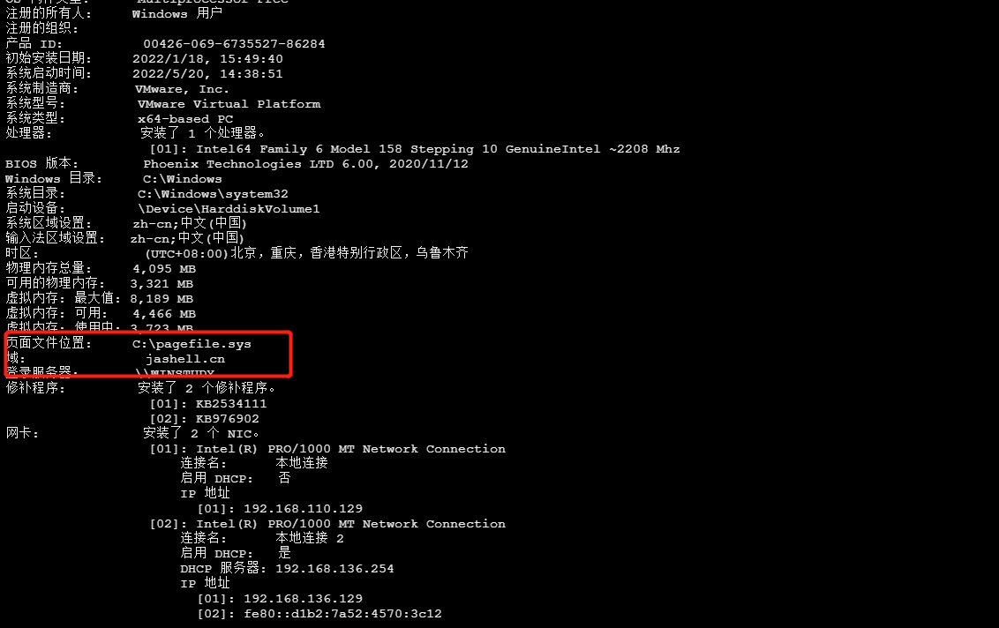 OS 构件类型: Multiprocessor Free
注册的所有人: Windows 用户
注册的组织:
产品 ID: 00426-069-6735527-86284
初始安装日期: 2022/1/18, 15:49:40
系统启动时间: 2022/5/20, 14:38:51
系统制造商: VMware, Inc.
系统型号: VMware Virtual Platform
系统类型: x64-based PC
处理器: 安装了 1 个处理器。
[01]: Intel64 Family 6 Model 158 Stepping 10 GenuineIntel ~2208 Mhz
BIOS 版本: Phoenix Technologies LTD 6.00, 2020/11/12
Windows 目录: C:\Windows
系统目录: C:\Windows\system32
启动设备: \Device\HarddiskVolume1
系统区域设置: zh-cn;中文(中国)
输入法区域设置: zh-cn;中文(中国)
时区: (UTC+08:00)北京，重庆，香港特别行政区，乌鲁木齐
物理内存总量: 4,095 MB
可用的物理内存: 3,321 MB
虚拟内存: 最大值: 8,189 MB
虚拟内存: 可用: 4,466 MB
虚拟内存: 使用中: 3,723 MB
页面文件位置: C:\pagefile.sys
域: jashell.cn
登录服务器: \\WINSTUDY
修补程序: 安装了 2 个修补程序。
[01]: KB2534111
[02]: KB976902
网卡: 安装了 2 个 NIC。
[01]: Intel(R) PRO/1000 MT Network Connection
连接名: 本地连接
启用 DHCP: 否
IP 地址
[01]: 192.168.110.129
[02]: Intel(R) PRO/1000 MT Network Connection
连接名: 本地连接 2
启用 DHCP: 是
DHCP 服务器: 192.168.136.254
IP 地址
[01]: 192.168.136.129
[02]: fe80::d1b2:7a52:4570:3c12